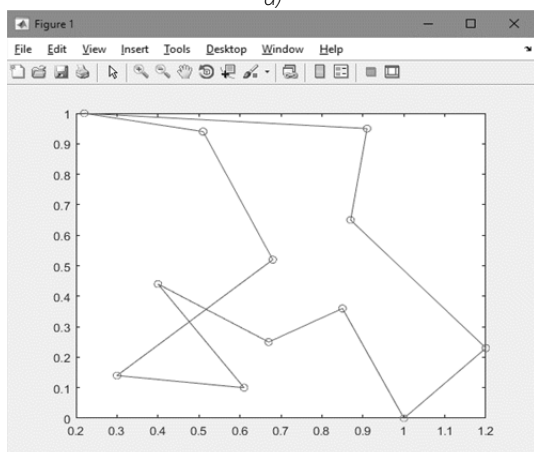 а)
Figure 1
File Edit View Insert Tools Desktop Window Help
1
0.9
0.8
0.7
0.6
0.5
0.4
0.3
0.2
0.1
0
0.2 0.3 0.4 0.5 0.6 0.7 0.8 0.9 1 1.1 1.2